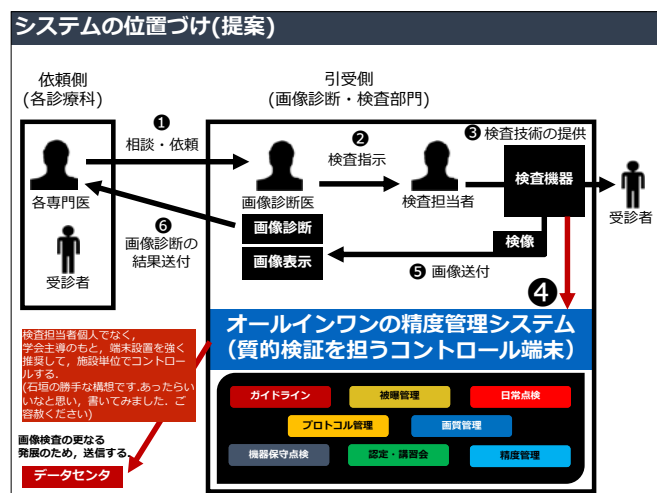 システムの位置づけ(提案)
依頼側
(各診療科)
引受側
(画像診断・検査部門)
❶
相談・依頼
❷
検査指示
❸検査技術の提供
各専門医
画像診断医
検査担当者
検査機器
受診者
❻
画像診断の
結果送付
受診者
画像診断
画像表示
検像
❺ 画像送付
❹
オールインワンの精度管理システム
（質的検証を担うコントロール端末）
検査担当者個人でなく，
学会主導のもと，端末設置を強く
推奨して，施設単位でコントロー
ルする．
(石垣の勝手な構想です.あったらい
いなと思い，書いてみました．ご
容赦ください)
ガイドライン
被曝管理
日常点検
プロトコル管理
画質管理
機器保守点検
認定・講習会
精度管理
画像検査の更なる
発展のため，送信する．
データセンタ